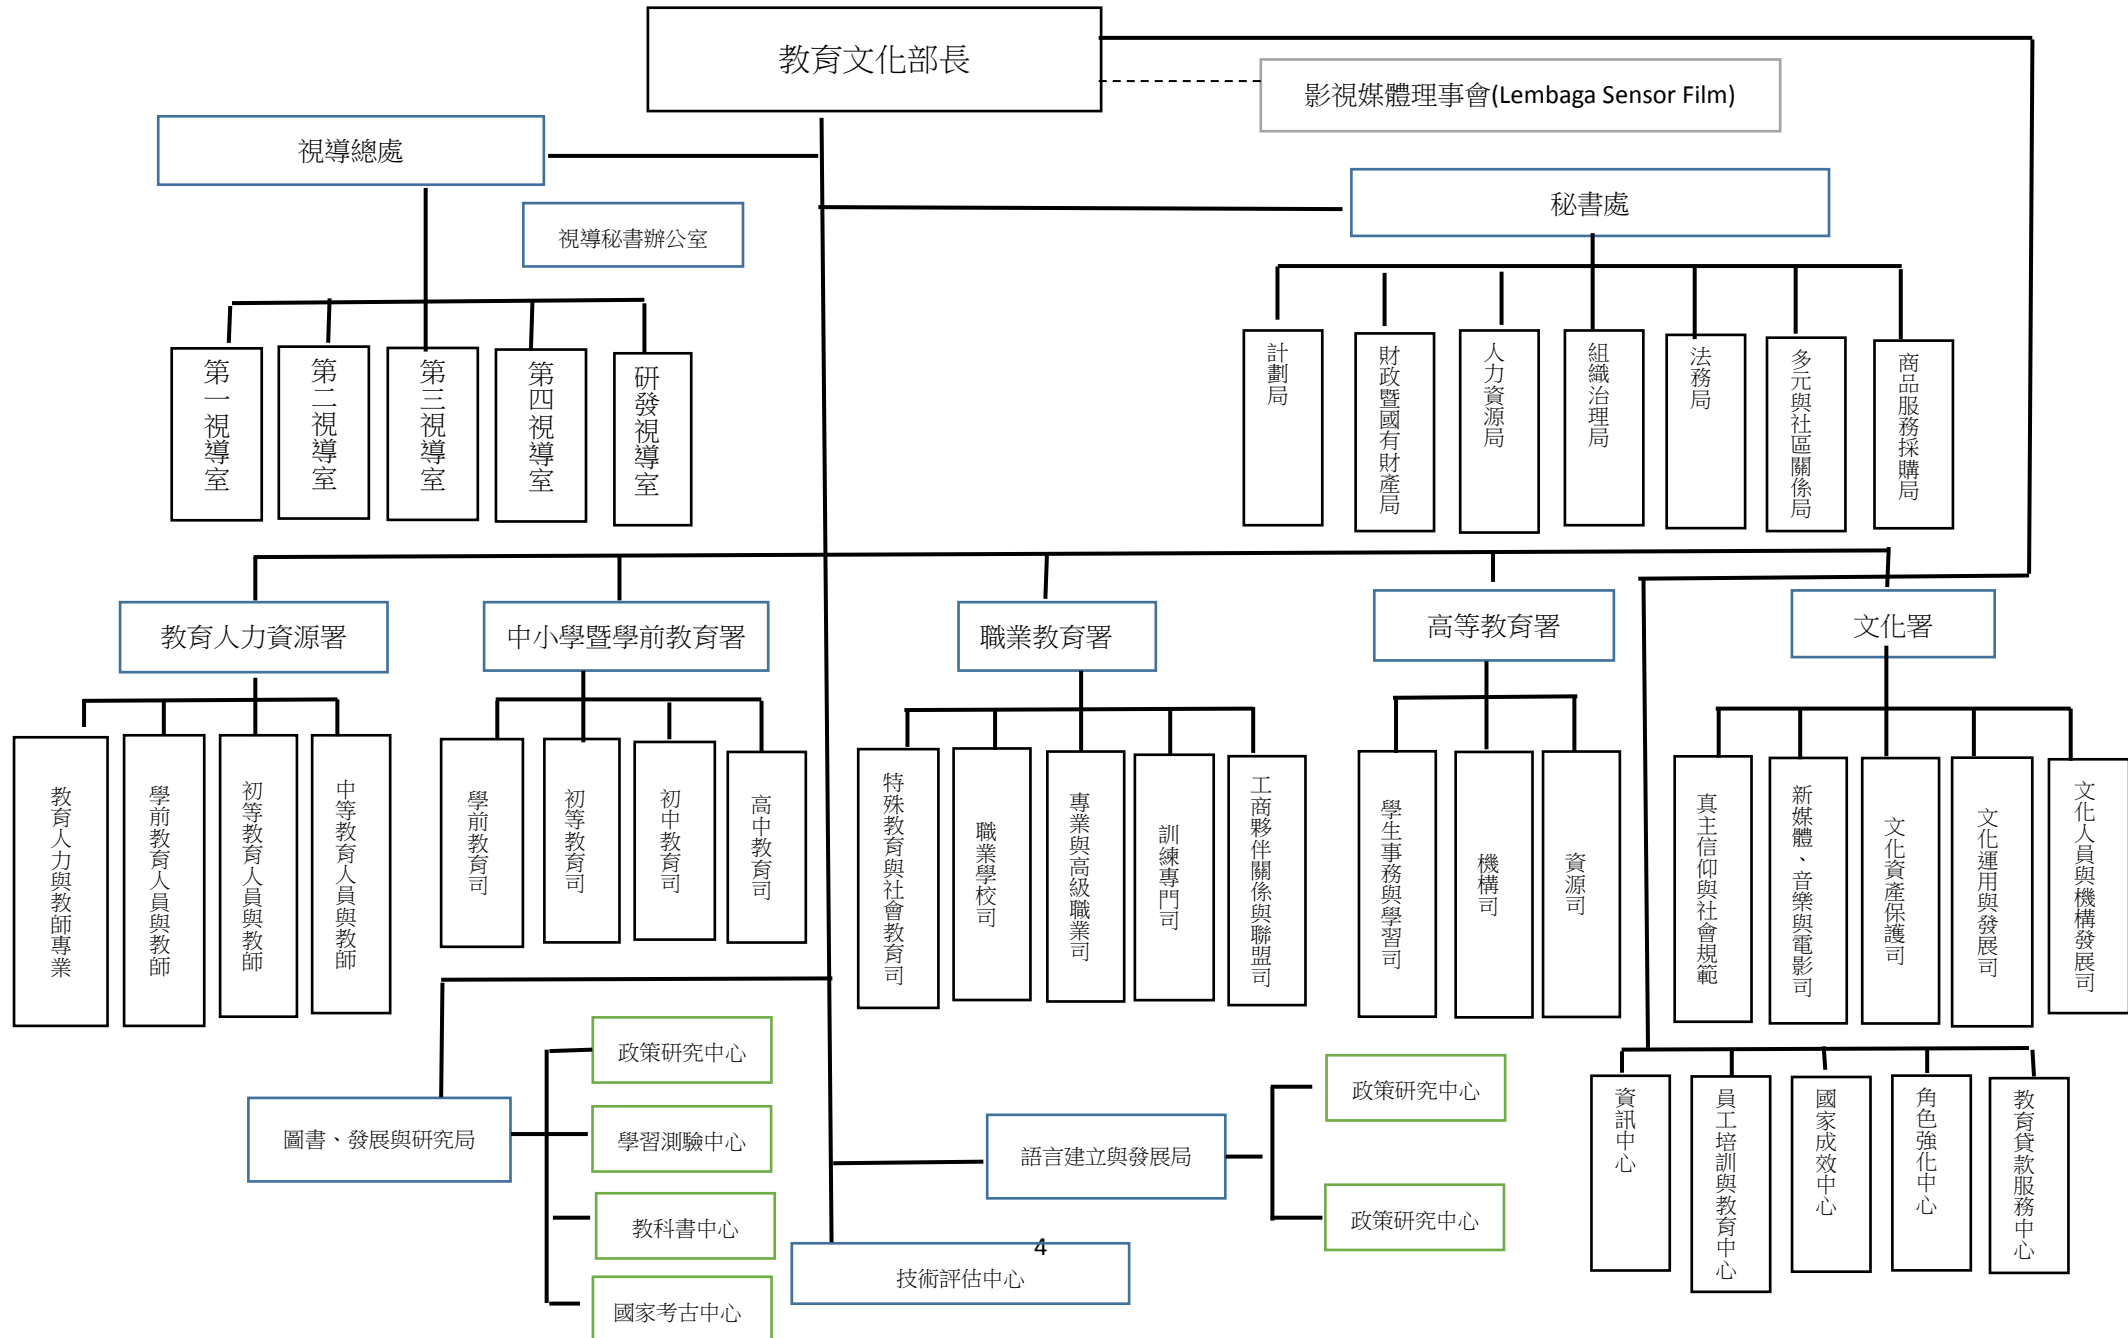 教育文化部長
影視媒體理事會(Lembaga Sensor Film)
視導總處
秘書處
視導秘書辦公室
第一視導室
第二視導室
第三視導室
第四視導室
研發視導室
計劃局
財政暨國有財產局
人力資源局
組織治理局
法務局
多元與社區關係局
商品服務採購局
教育人力資源署
中小學暨學前教育署
職業教育署
高等教育署
文化署
教育人力與教師專業
學前教育人員與教師
初等教育人員與教師
中等教育人員與教師
學前教育司
初等教育司
初中教育司
高中教育司
特殊教育與社會教育司
職業學校司
專業與高級職業司
訓練專門司
工商夥伴關係與聯盟司
學生事務與學習司
機構司
資源司
真主信仰與社會規範
新媒體、音樂與電影司
文化資產保護司
文化運用與發展司
文化人員與機構發展司
圖書、發展與研究局
政策研究中心
學習測驗中心
教科書中心
國家考古中心
語言建立與發展局
政策研究中心
政策研究中心
資訊中心
員工培訓與教育中心
國家成效中心
角色強化中心
教育貸款服務中心
4
技術評估中心